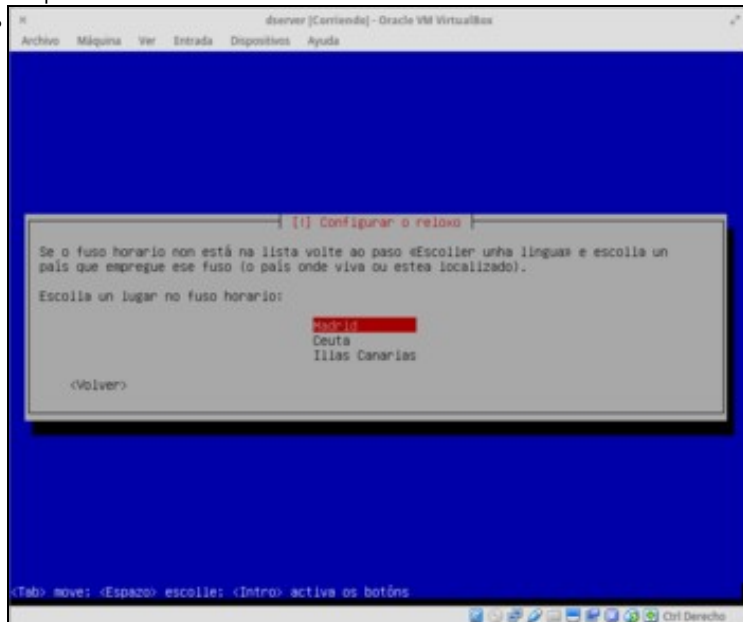 dserver [Corriendo] - Oracle VM VirtualBox
Archivo Máquina Ver Entrada Dispositivos Ayuda
[!] Configurar o reloxo
Se o fuso horario non está na lista volte ao paso «Escoller unha lingua» e escolla un
país que empregue ese fuso (o país onde viva ou estea localizado).
Escolla un lugar no fuso horario:
Madrid
Ceuta
Illas Canarias
<Volver>
<Tab> move; <Espazo> escolle; <Intro> activa os botóns
Ctrl Derecho